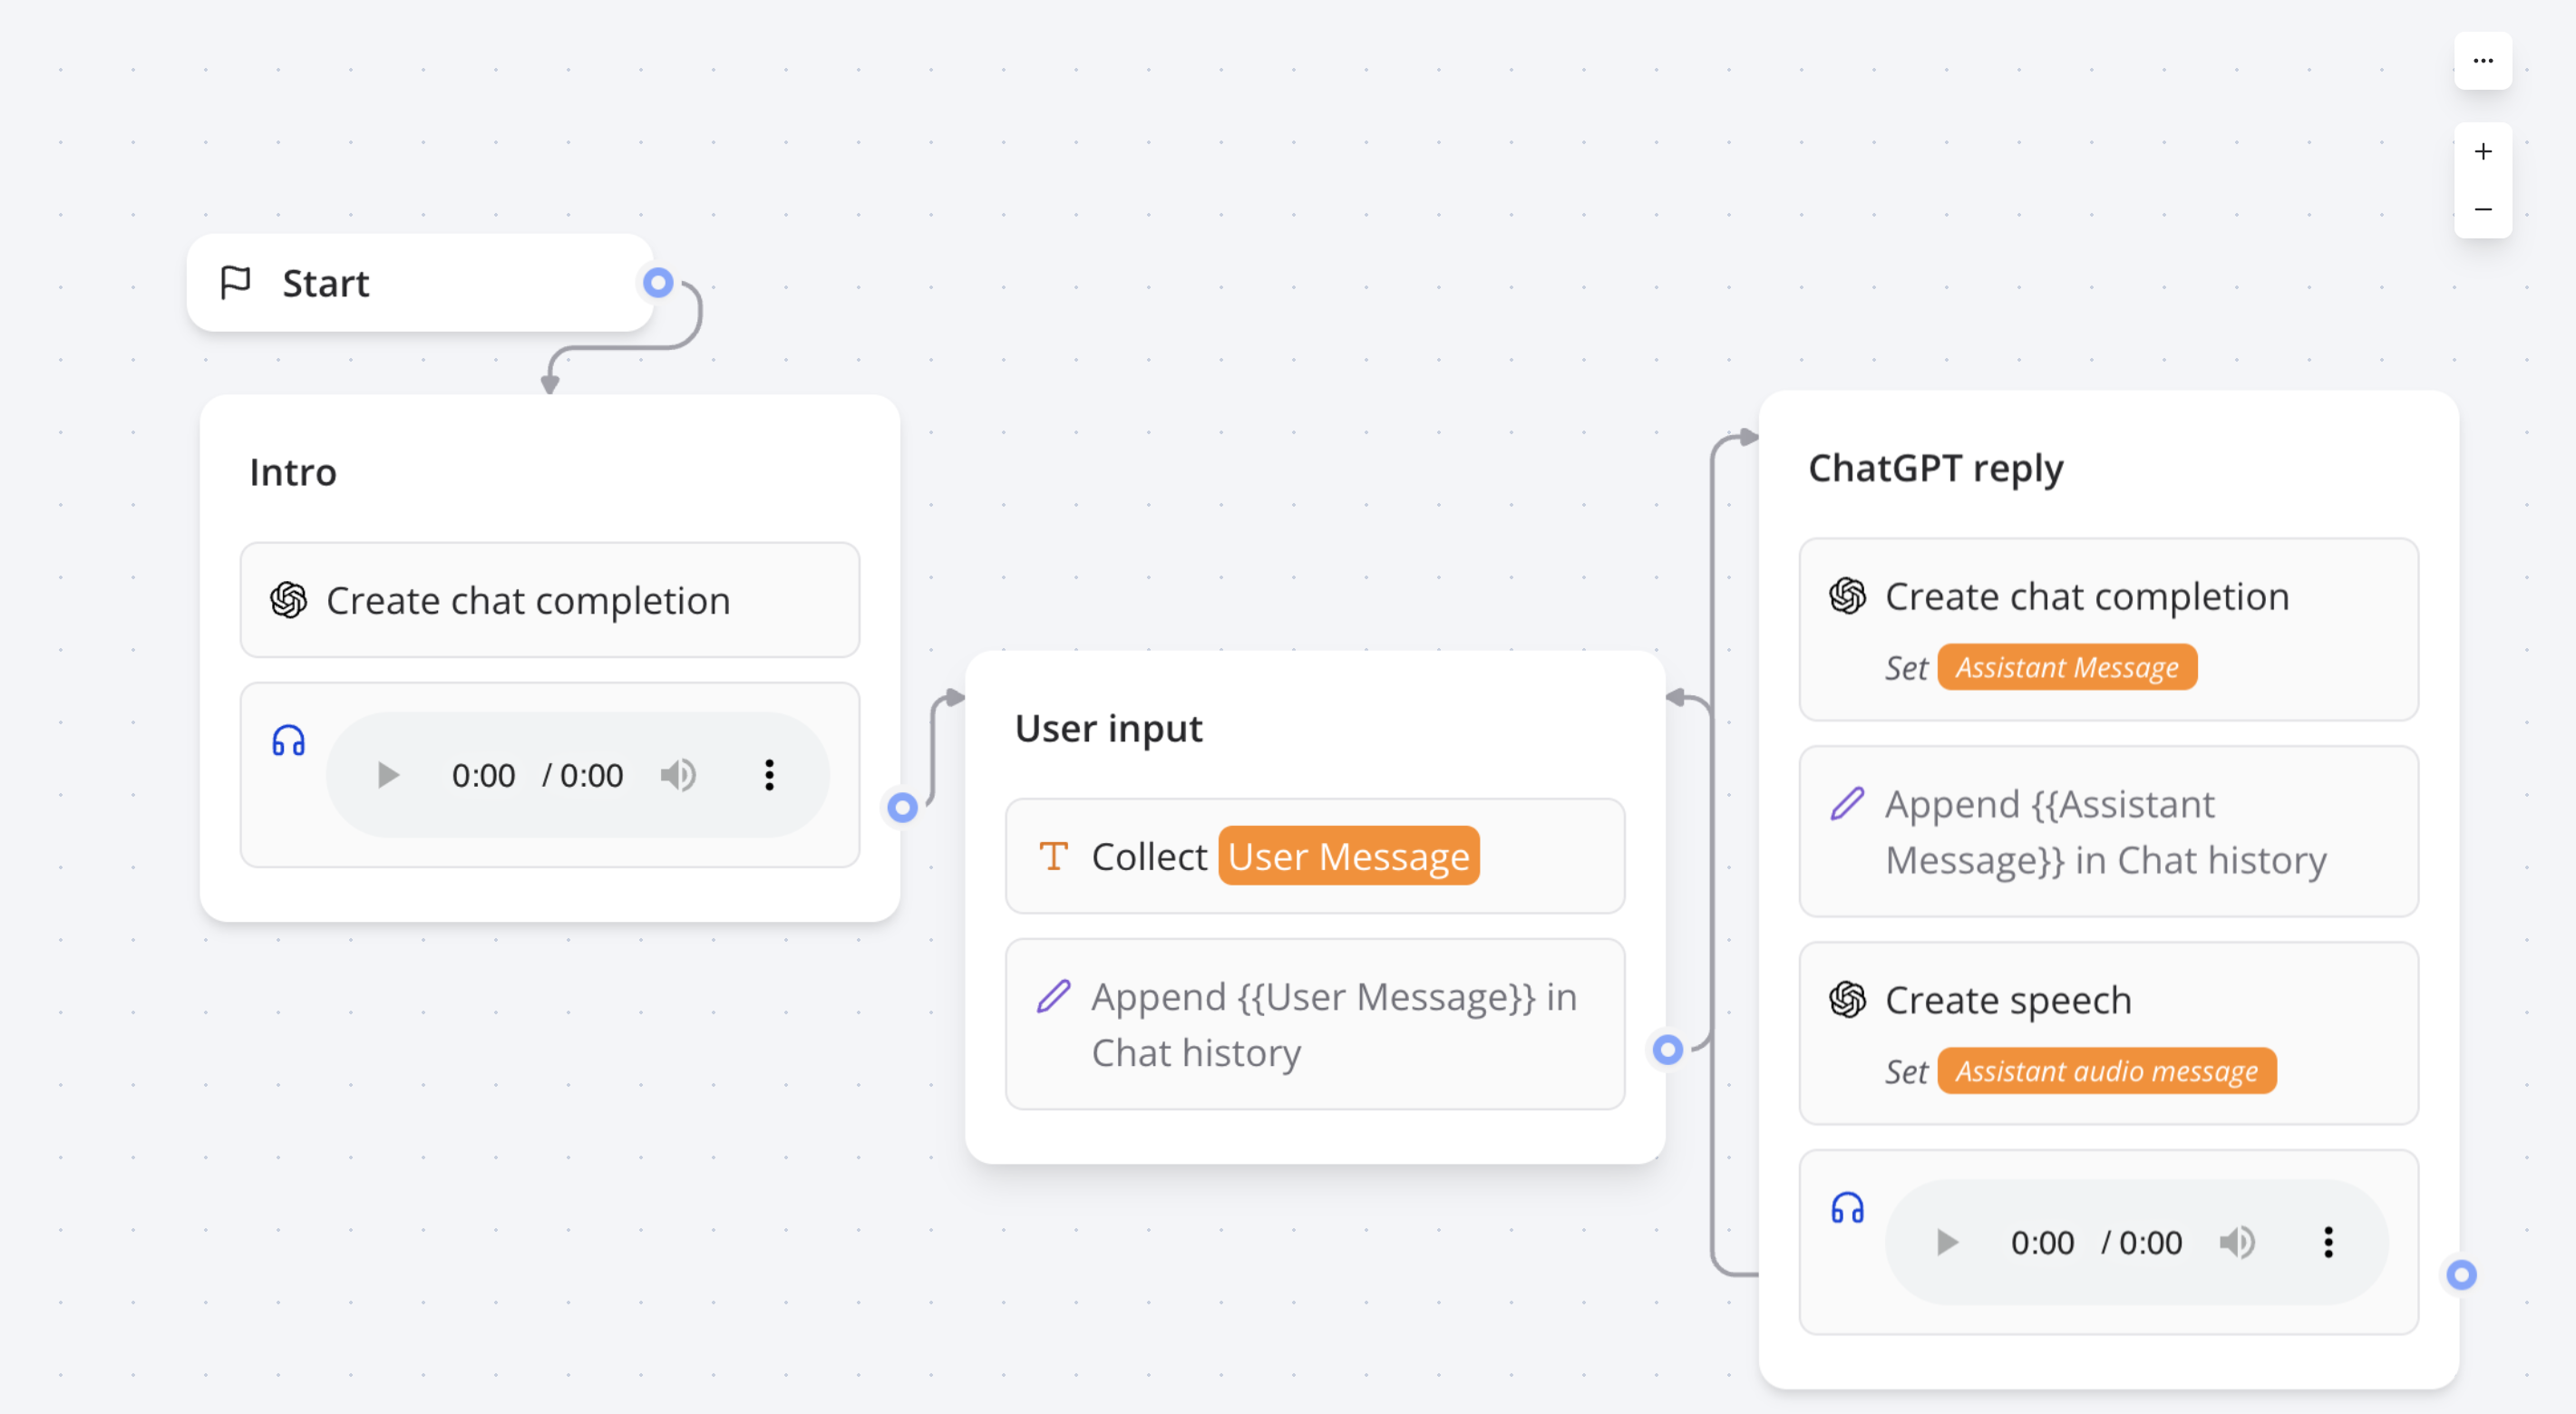 Start
Intro
Create chat completion
0:00 / 0:00
User input
Collect User Message
Append {{User Message}} in
Chat history
ChatGPT reply
Create chat completion
Set Assistant Message
Append {{Assistant
Message}} in Chat history
Create speech
Set Assistant audio message
0:00 / 0:00